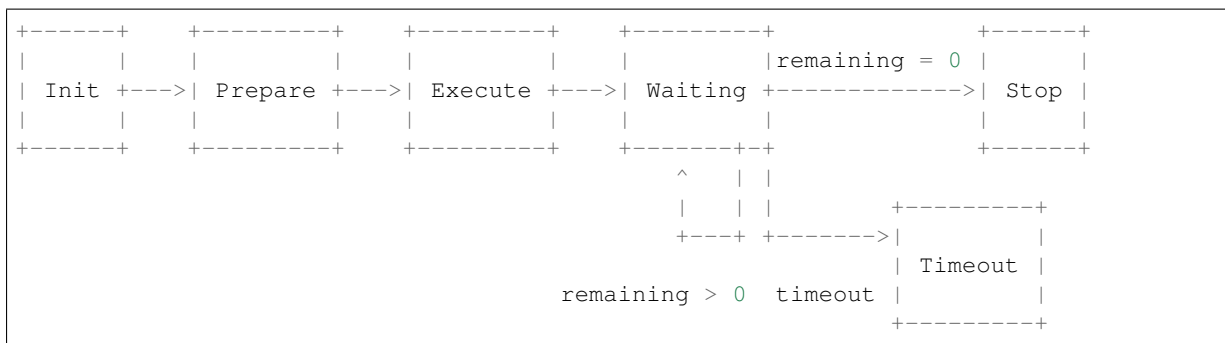 remaining = 0
Init Prepare Execute Waiting Stop
Timeout
remaining > 0 timeout